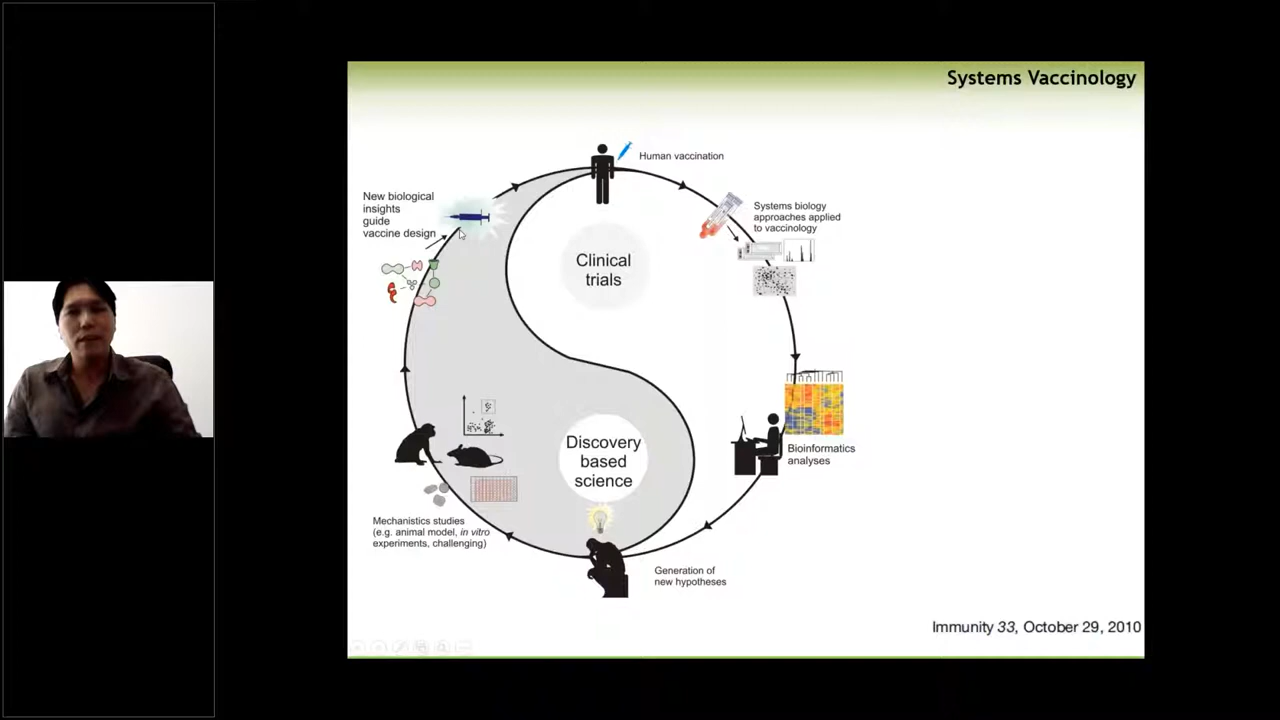 Systems Vaccinology
Human vaccination
New biological
insights
guide
vaccine design
Systems biology
approaches applied
to vaccinology
Clinical
trials
Discovery
based
science
Bioinformatics
analyses
Mechanistics studies
(e.g. animal model, in vitro
experiments, challenging)
Generation of
new hypotheses
Immunity 33, October 29, 2010